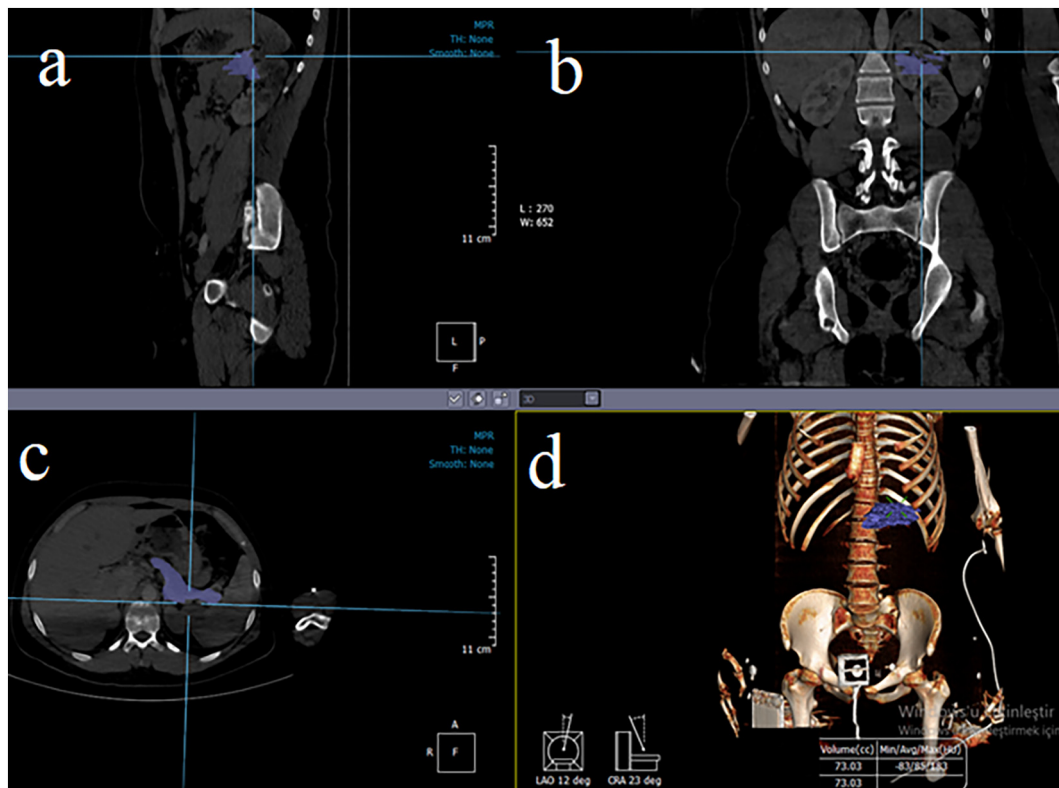 a
MPR
TH: None
Smooth: None
11 cm
L
P
F
b
L : 270
W: 652
3D
c
MPR
TH: None
Smooth: None
11 cm
A
R
F
d
LAO 12 deg
CRA 23 deg
Volume(cc) Min/Avg/Max(HU)
73.03 -83/85/183
73.03